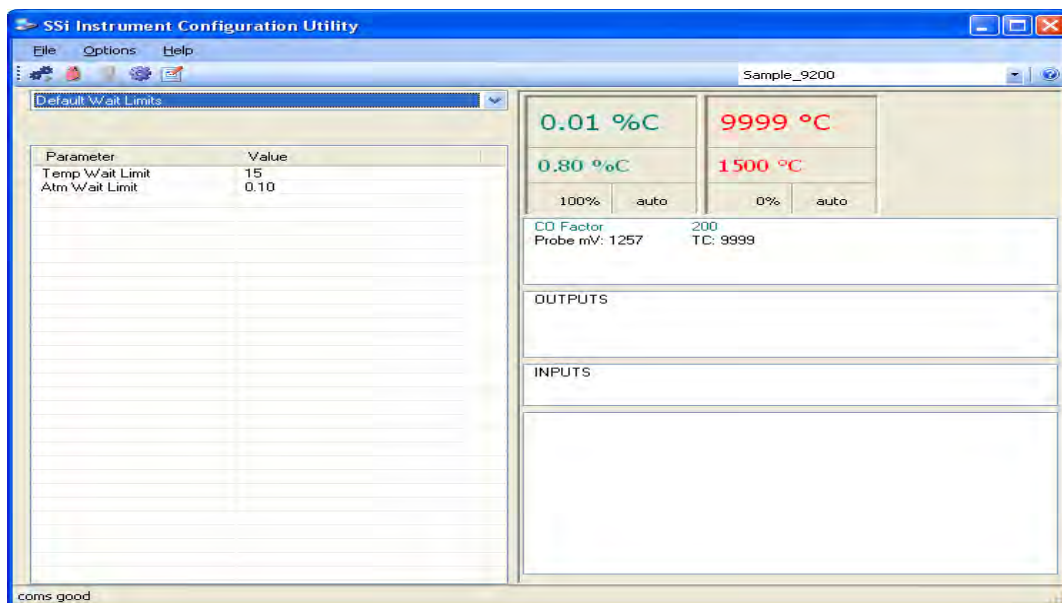 SSi Instrument Configuration Utility
File Options Help
Sample_9200
Default Wait Limits
Parameter Value
Temp Wait Limit 15
Atm Wait Limit 0.10
0.01 %C
0.80 %C
100% auto
9999 °C
1500 °C
0% auto
CO Factor 200
Probe mV: 1257 TC: 9999
OUTPUTS
INPUTS
coms good